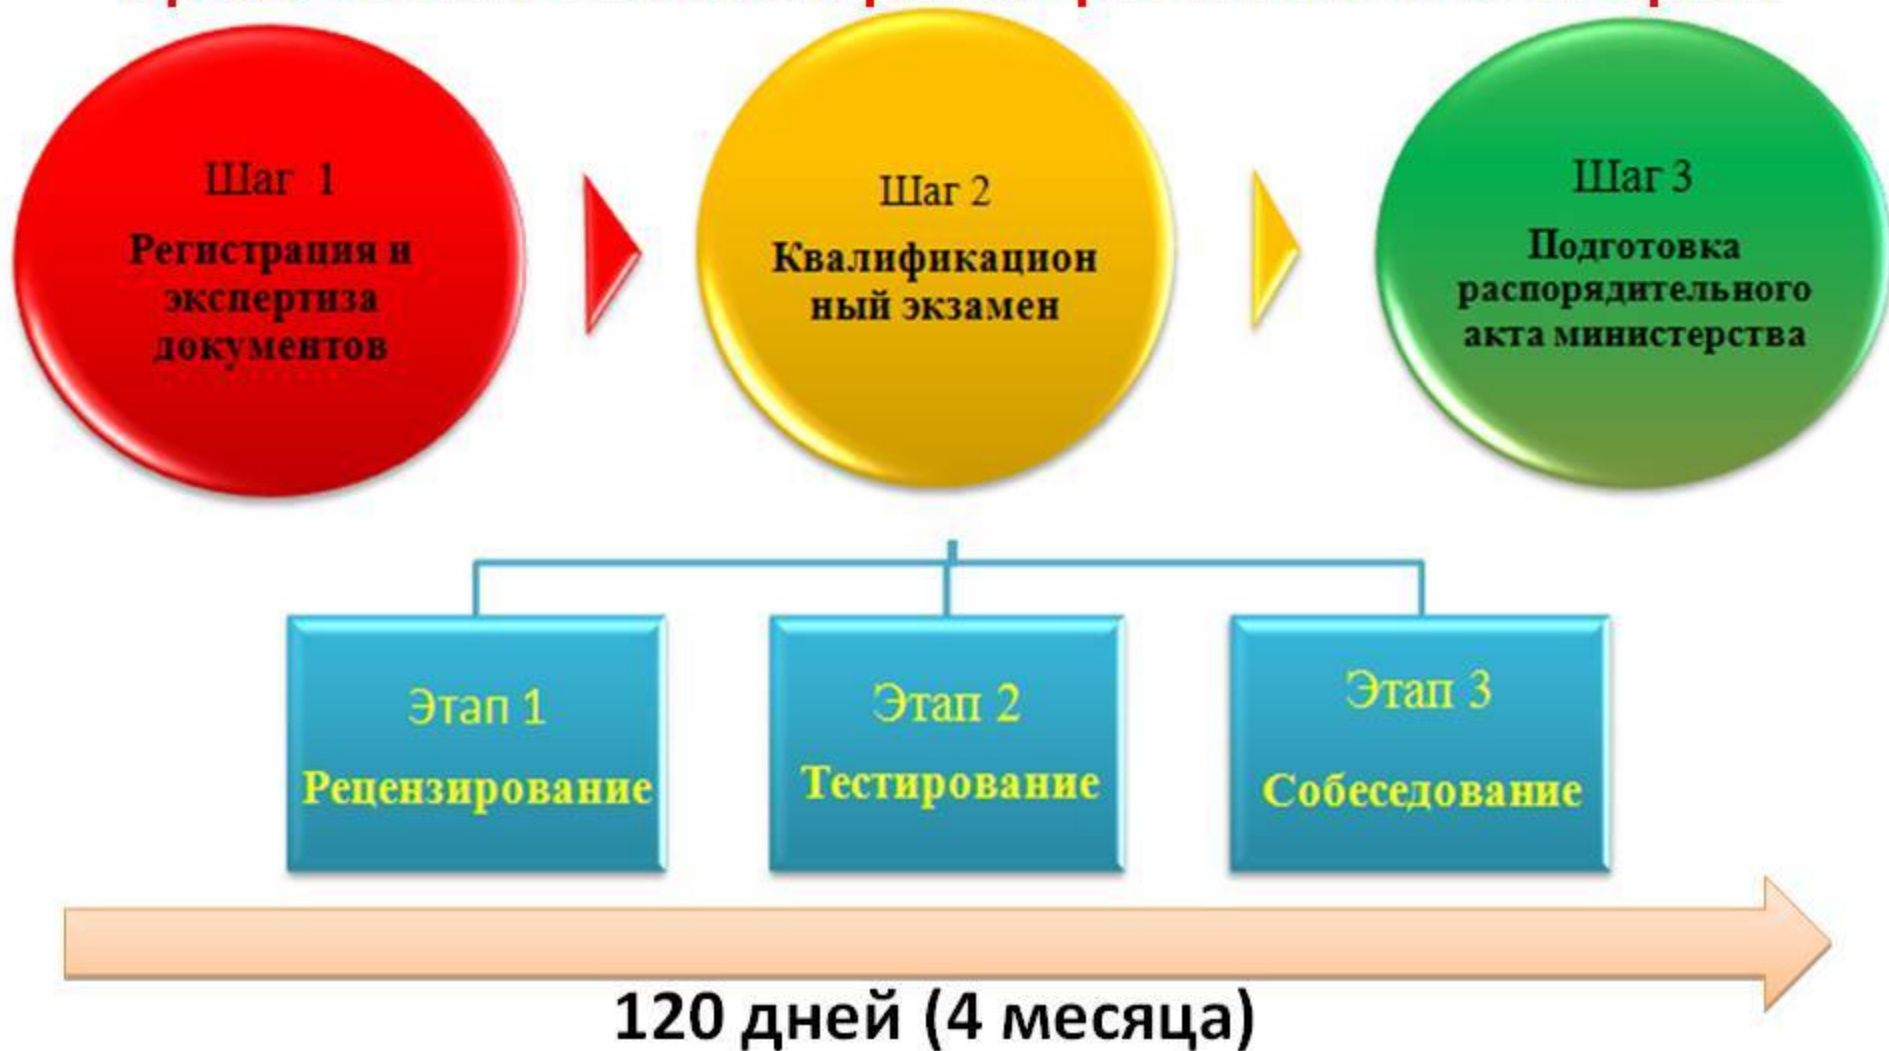 Шаг 1
Регистрация и
экспертиза
документов
Шаг 2
Квалификацион
ный экзамен
Шаг 3
Подготовка
распорядительного
акта министерства
Этап 1
Рецензирование
Этап 2
Тестирование
Этап 3
Собеседование
120 дней (4 месяца)